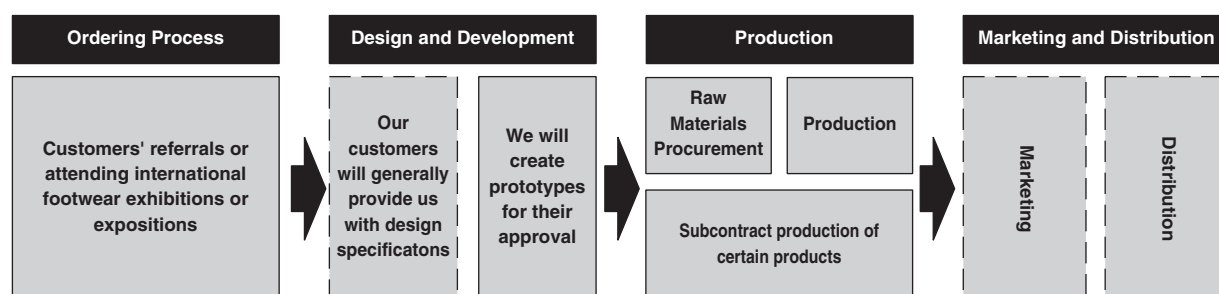 Ordering Process
Customers' referrals or
attending international
footwear exhibitions or
expositions
Design and Development
Our
customers
will generally
provide us
with design
specificatons
We will
create
prototypes
for their
approval
Production
Raw
Materials
Procurement
Production
Subcontract production of
certain products
Marketing and Distribution
Marketing
Distribution